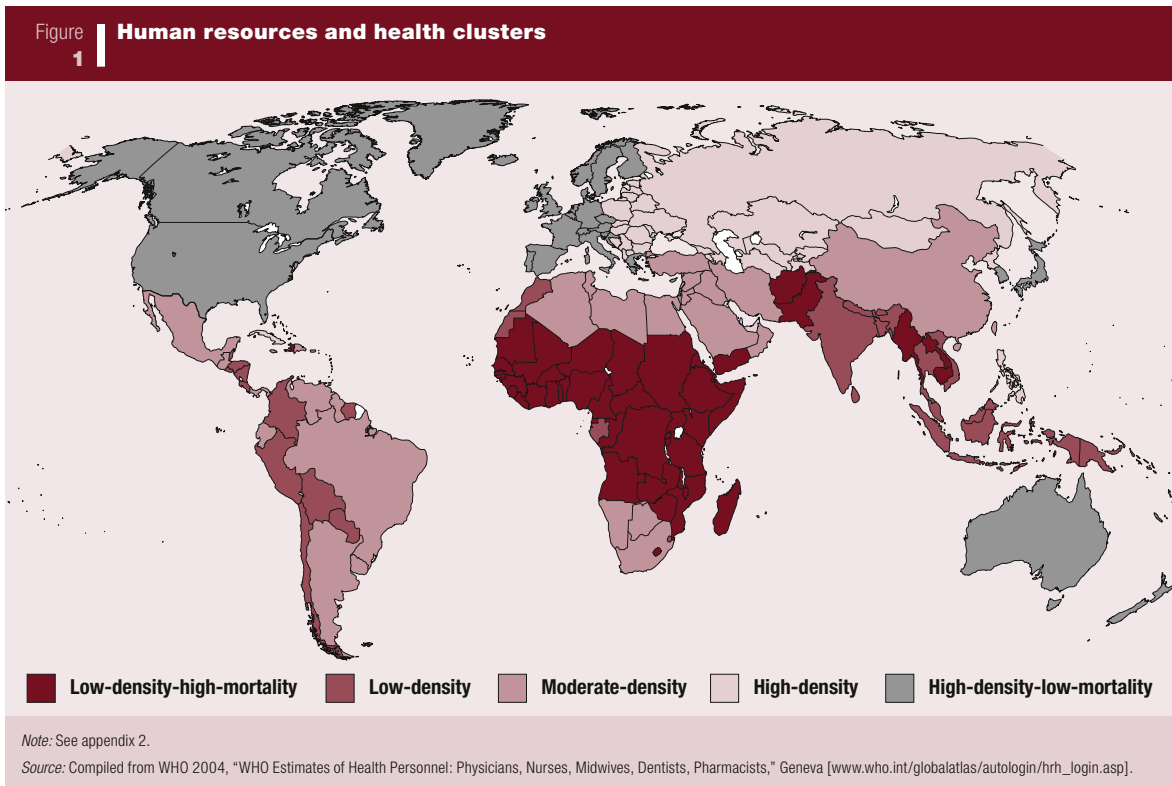 Figure
1
Human resources and health clusters
Low-density-high-mortality
Low-density
Moderate-density
High-density
High-density-low-mortality
Note: See appendix 2.
Source: Compiled from WHO 2004, “WHO Estimates of Health Personnel: Physicians, Nurses, Midwives, Dentists, Pharmacists,” Geneva [www.who.int/globalatlas/autologin/hrh_login.asp].